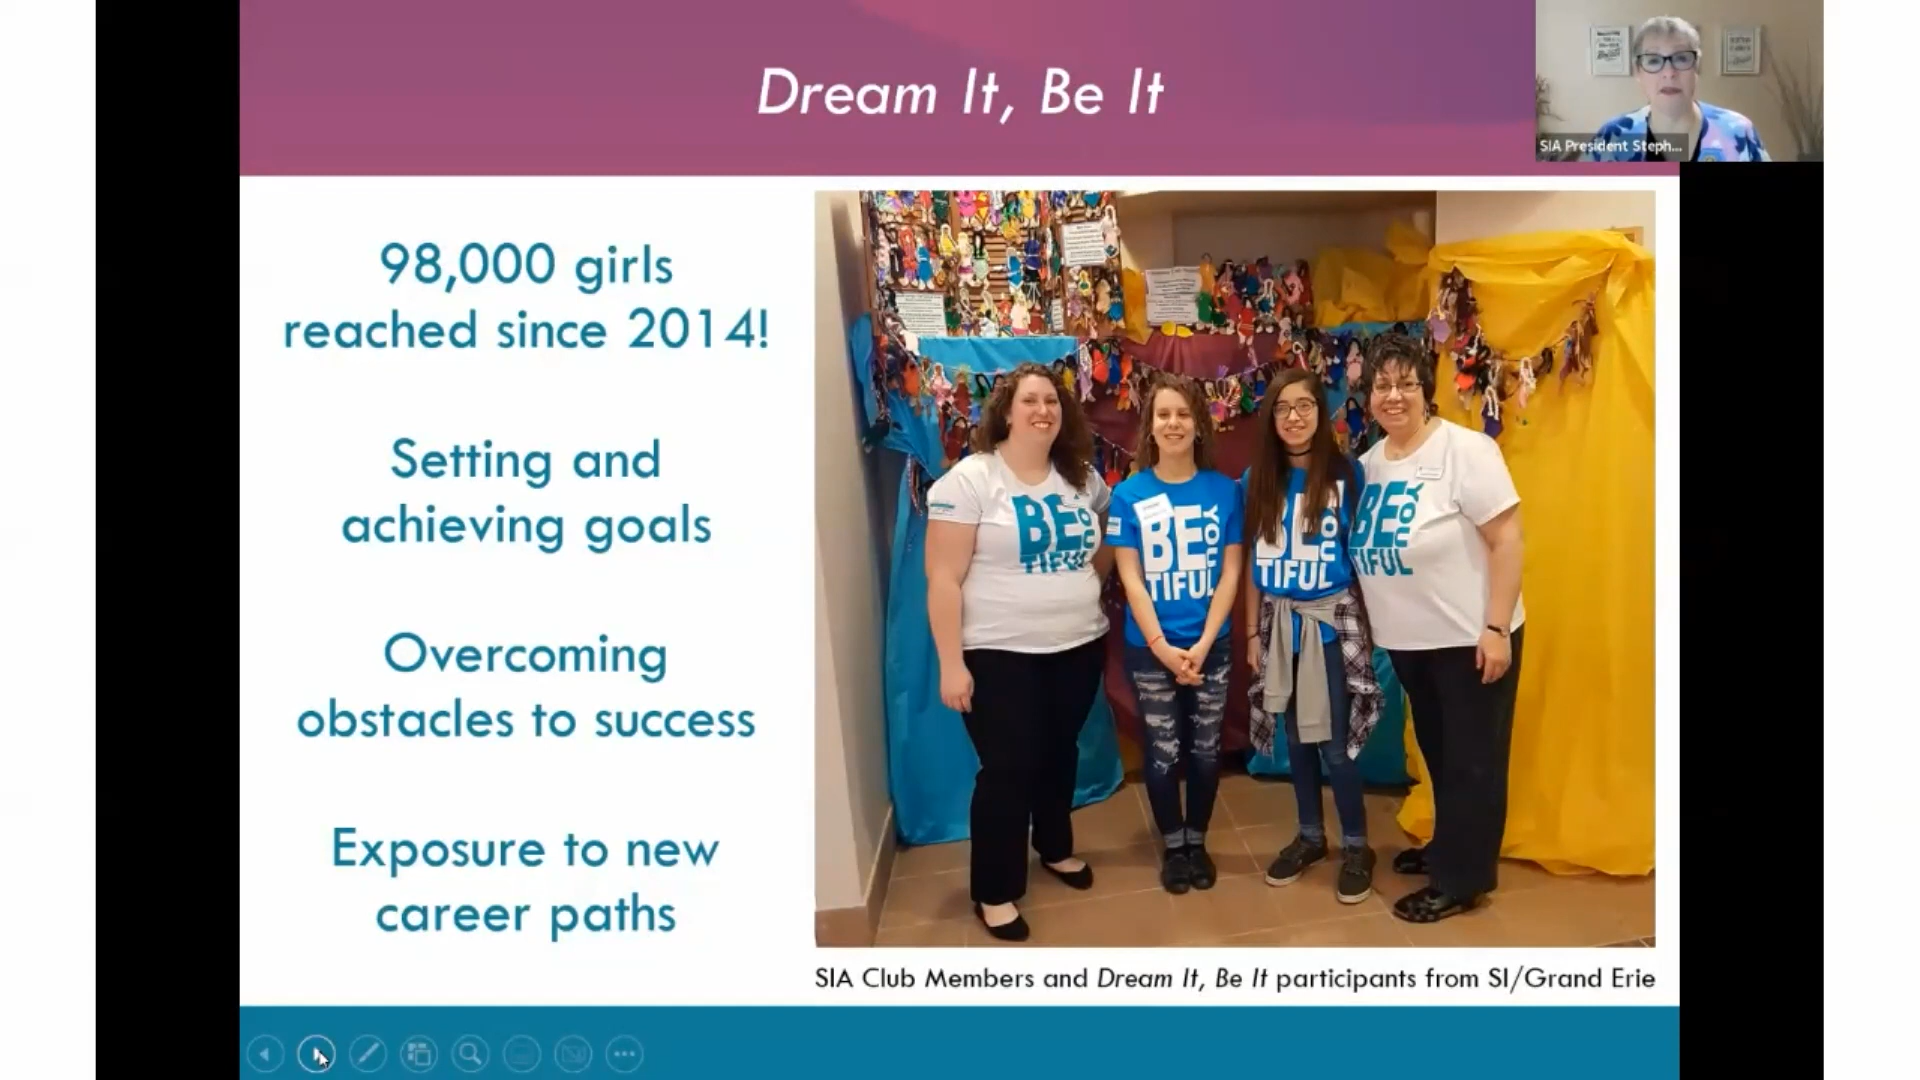 Dream It, Be It
SIA President Steph...
98,000 girls
reached since 2014!
Setting and
achieving goals
Overcoming
obstacles to success
Exposure to new
career paths
BE YOU
TIFUL
BE YOU
TIFUL
BE YOU
TIFUL
BE YOU
TIFUL
SIA Club Members and Dream It, Be It participants from SI/Grand Erie